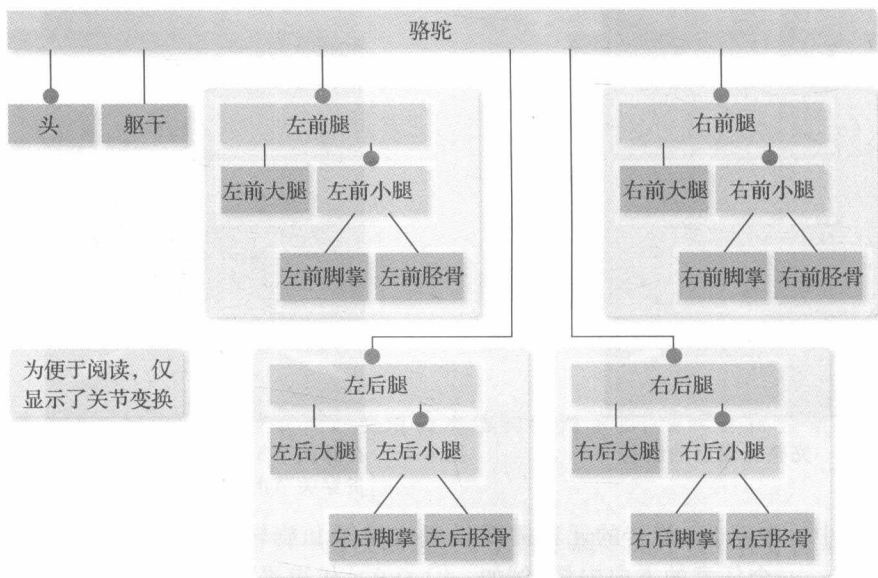 骆驼
头 躯干 左前腿 右前腿
左前大腿 左前小腿 右前大腿 右前小腿
左前脚掌 左前胫骨 右前脚掌 右前胫骨
为便于阅读，仅
显示了关节变换
左后腿 右后腿
左后大腿 左后小腿 右后大腿 右后小腿
左后脚掌 左后胫骨 右后脚掌 右后胫骨